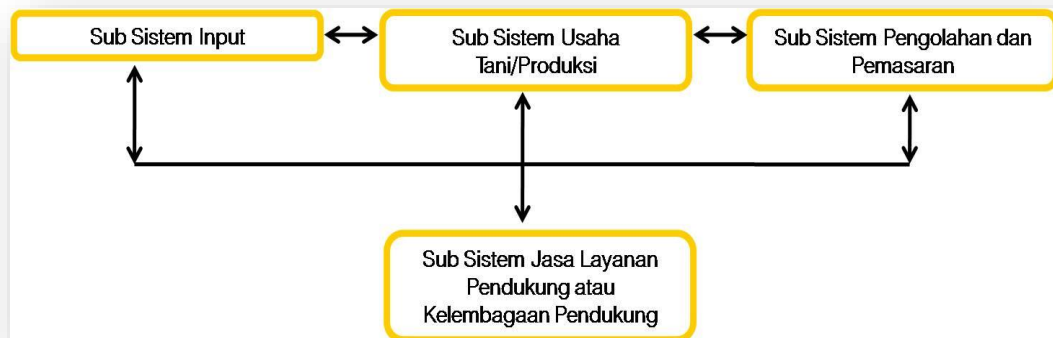 Sub Sistem Input
Sub Sistem Usaha
Tani/Produksi
Sub Sistem Pengolahan dan
Pemasaran
Sub Sistem Jasa Layanan
Pendukung atau
Kelembagaan Pendukung